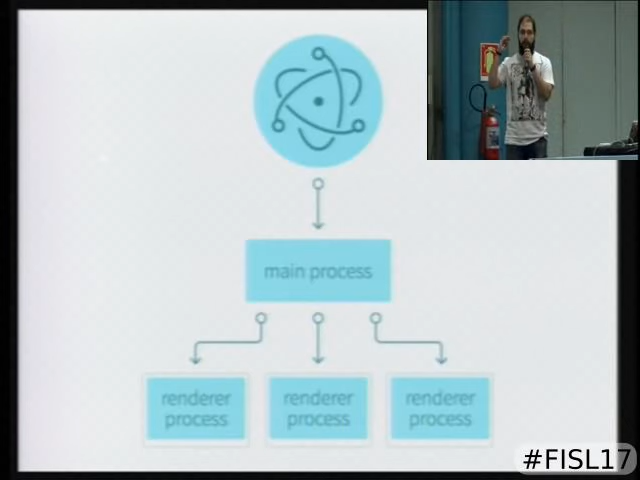 main process
renderer
process
renderer
process
renderer
process
#FISL17